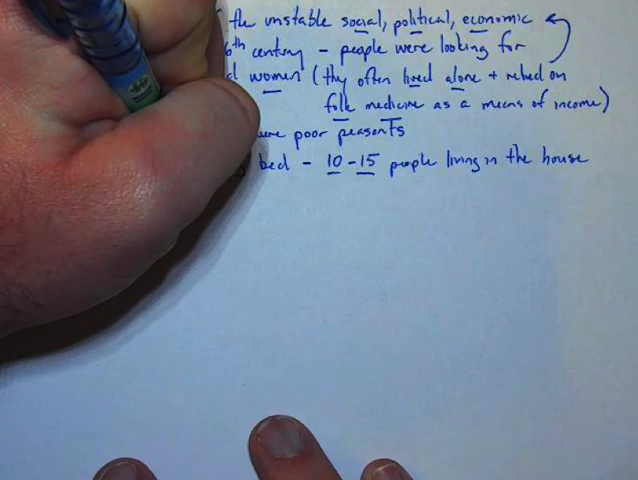 the unstable social, political, economic
6th century - people were looking for
women (they often lived alone + relied on
folk medicine as a means of income)
were poor peasants
bed - 10-15 people living in the house